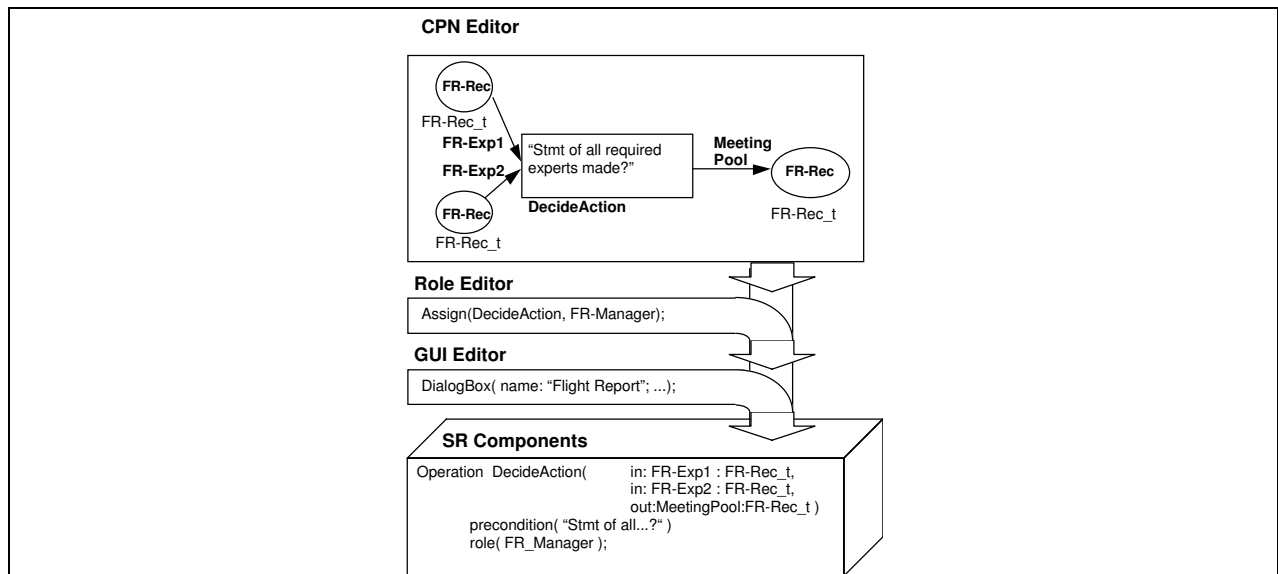 CPN Editor
FR-Rec
FR-Rec_t
FR-Exp1
FR-Exp2
FR-Rec
FR-Rec_t
“Stmt of all required
experts made?”
DecideAction
Meeting
Pool
FR-Rec
FR-Rec_t
Role Editor
Assign(DecideAction, FR-Manager);
GUI Editor
DialogBox( name: “Flight Report”; ...);
SR Components
Operation DecideAction( in: FR-Exp1 : FR-Rec_t,
in: FR-Exp2 : FR-Rec_t,
out:MeetingPool:FR-Rec_t )
precondition( “Stmt of all...?“ )
role( FR_Manager );